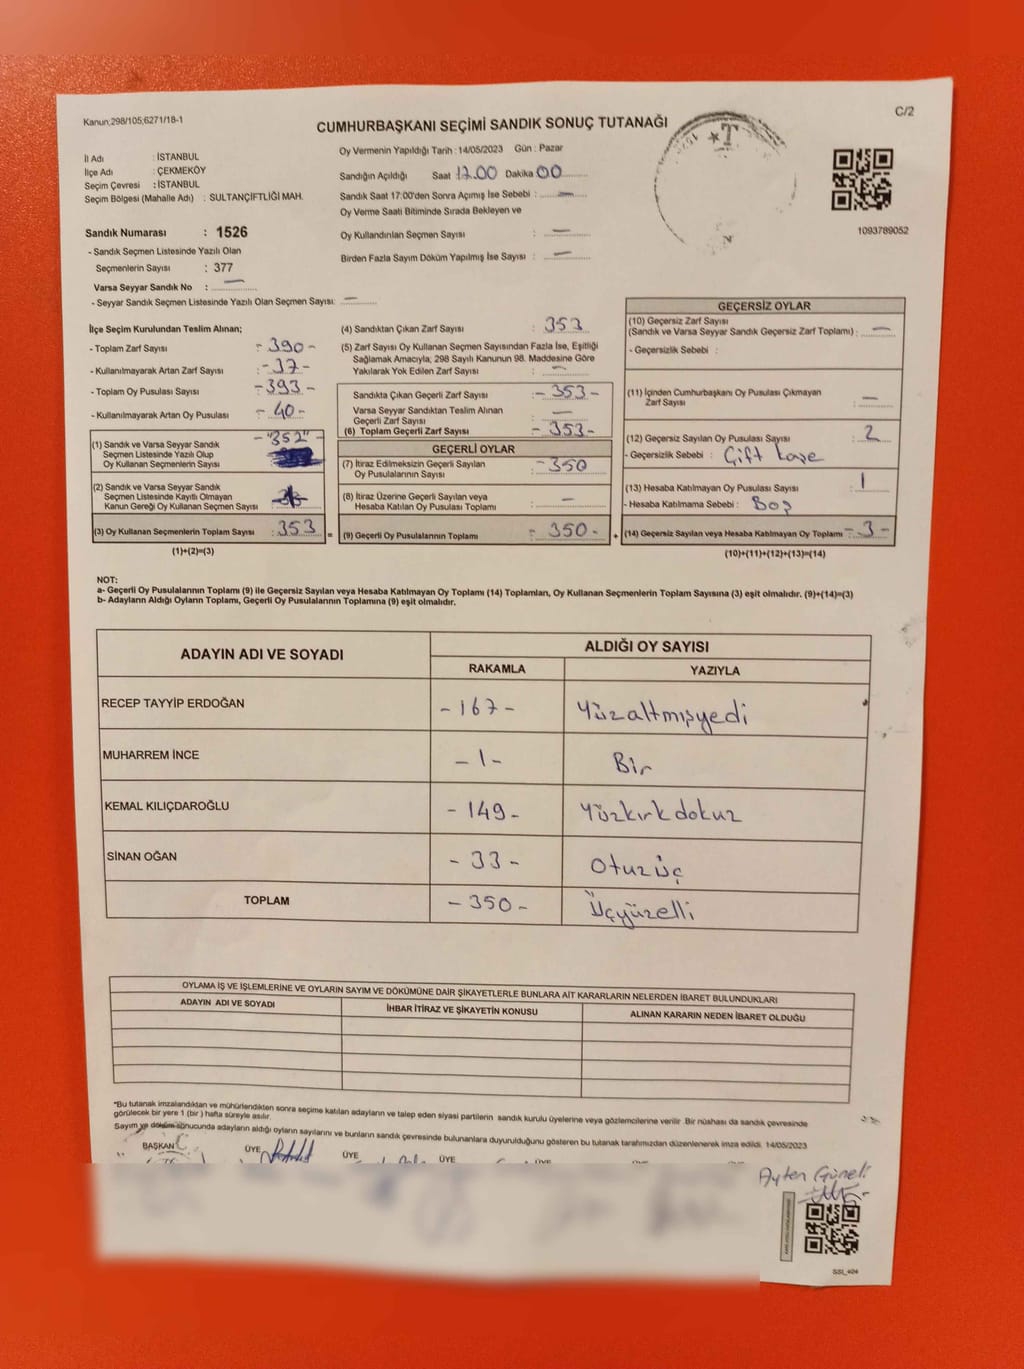 Kanun;298/105;6271/18-1
C/2
CUMHURBAŞKANI SEÇİMİ SANDIK SONUÇ TUTANAĞI
İl Adı : İSTANBUL
İlçe Adı : ÇEKMEKÖY
Seçim Çevresi : İSTANBUL
Seçim Bölgesi (Mahalle Adı) : SULTANÇİFTLİĞİ MAH.
Sandık Numarası : 1526
- Sandık Seçmen Listesinde Yazılı Olan
Seçmenlerin Sayısı : 377
Varsa Seyyar Sandık No : —
- Seyyar Sandık Seçmen Listesinde Yazılı Olan Seçmen Sayısı: —
Oy Vermenin Yapıldığı Tarih : 14/05/2023 Gün : Pazar
Sandığın Açıldığı Saat 17.00 Dakika 00
Sandık Saat 17:00'den Sonra Açımış İse Sebebi : —
Oy Verme Saati Bitiminde Sırada Bekleyen ve
Oy Kullandırılan Seçmen Sayısı : —
Birden Fazla Sayım Döküm Yapılmış İse Sayısı : —
1093789052
İlçe Seçim Kurulundan Teslim Alınan;
- Toplam Zarf Sayısı : - 390 -
- Kullanılmayarak Artan Zarf Sayısı : - 37 -
- Toplam Oy Pusulası Sayısı : - 393 -
- Kullanılmayarak Artan Oy Pusulası : - 40 -
(1) Sandık ve Varsa Seyyar Sandık
Seçmen Listesinde Yazılı Olup
Oy Kullanan Seçmenlerin Sayısı
- "352" -
(2) Sandık ve Varsa Seyyar Sandık
Seçmen Listesinde Kayıtlı Olmayan
Kanun Gereği Oy Kullanan Seçmen Sayısı :
(3) Oy Kullanan Seçmenlerin Toplam Sayısı : 353
(1)+(2)=(3)
(4) Sandıktan Çıkan Zarf Sayısı : 353
(5) Zarf Sayısı Oy Kullanan Seçmen Sayısından Fazla İse, Eşitliği
Sağlamak Amacıyla; 298 Sayılı Kanunun 98. Maddesine Göre
Yakılarak Yok Edilen Zarf Sayısı : —
Sandıkta Çıkan Geçerli Zarf Sayısı : - 353 -
Varsa Seyyar Sandıktan Teslim Alınan
Geçerli Zarf Sayısı : —
(6) Toplam Geçerli Zarf Sayısı : - 353 -
GEÇERLİ OYLAR
(7) İtiraz Edilmeksizin Geçerli Sayılan
Oy Pusulalarının Sayısı : - 350
(8) İtiraz Üzerine Geçerli Sayılan veya
Hesaba Katılan Oy Pusulası Toplamı : —
= (9) Geçerli Oy Pusulalarının Toplamı : - 350 -
GEÇERSİZ OYLAR
(10) Geçersiz Zarf Sayısı
(Sandık ve Varsa Seyyar Sandık Geçersiz Zarf Toplamı) : —
- Geçersizlik Sebebi :
(11) İçinden Cumhurbaşkanı Oy Pusulası Çıkmayan
Zarf Sayısı : —
(12) Geçersiz Sayılan Oy Pusulası Sayısı : 2
- Geçersizlik Sebebi : Çift kaşe
(13) Hesaba Katılmayan Oy Pusulası Sayısı : 1
- Hesaba Katılmama Sebebi : Boş
+ (14) Geçersiz Sayılan veya Hesaba Katılmayan Oy Toplamı - 3 -
(10)+(11)+(12)+(13)=(14)
NOT:
a- Geçerli Oy Pusulalarının Toplamı (9) ile Geçersiz Sayılan veya Hesaba Katılmayan Oy Toplamı (14) Toplamları, Oy Kullanan Seçmenlerin Toplam Sayısına (3) eşit olmalıdır. (9)+(14)=(3)
b- Adayların Aldığı Oyların Toplamı, Geçerli Oy Pusulalarının Toplamına (9) eşit olmalıdır.
ADAYIN ADI VE SOYADI
ALDIĞI OY SAYISI
RAKAMLA YAZIYLA
RECEP TAYYİP ERDOĞAN - 167 - Yüzaltmışyedi
MUHARREM İNCE - 1 - Bir
KEMAL KILIÇDAROĞLU - 149 - Yüzkırkdokuz
SİNAN OĞAN - 33 - Otuzüç
TOPLAM - 350 - Üçyüzelli
OYLAMA İŞ VE İŞLEMLERİNE VE OYLARIN SAYIM VE DÖKÜMÜNE DAİR ŞİKAYETLERLE BUNLARA AİT KARARLARIN NELERDEN İBARET BULUNDUKLARI
ADAYIN ADI VE SOYADI İHBAR İTİRAZ VE ŞİKAYETİN KONUSU ALINAN KARARIN NEDEN İBARET OLDUĞU
*Bu tutanak imzalandıktan ve mühürlendikten sonra seçime katılan adayların ve talep eden siyasi partilerin sandık kurulu üyelerine veya gözlemcilerine verilir. Bir nüshası da sandık çevresinde
görülecek bir yere 1 (bir ) hafta süreyle asılır.
Sayım ve döküm sonucunda adayların aldığı oyların sayılarını ve bunların sandık çevresinde bulunanlara duyurulduğunu gösteren bu tutanak tarafımızdan düzenlenerek imza edildi. 14/05/2023
BAŞKAN ÜYE ÜYE ÜYE ÜYE
Ayten